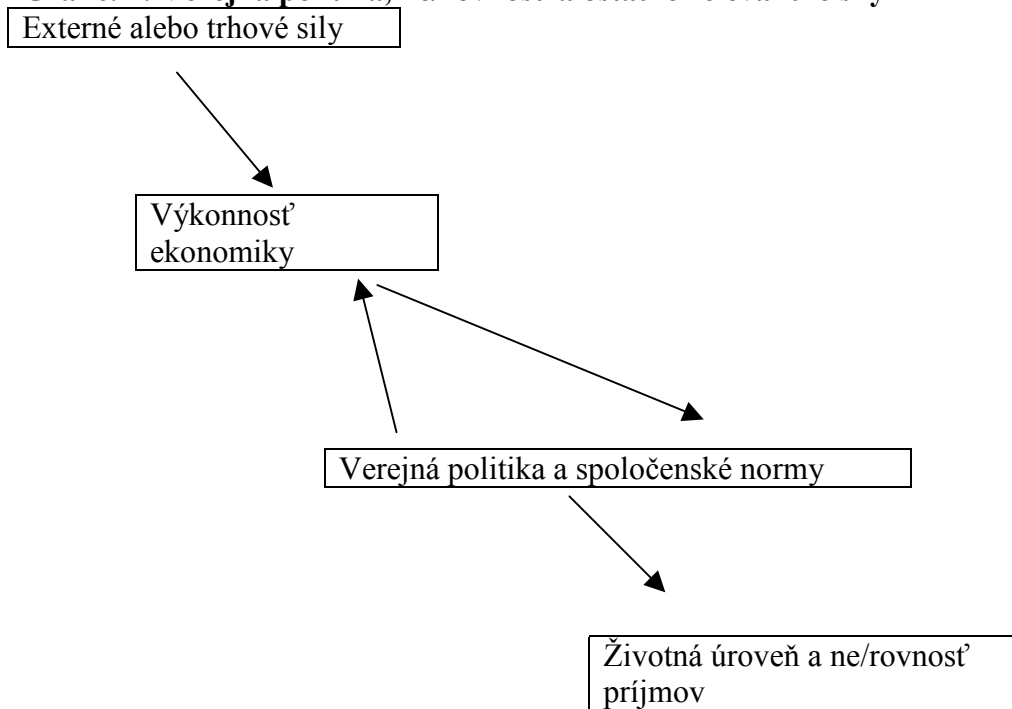 Externé alebo trhové sily
Výkonnosť
ekonomiky
Verejná politika a spoločenské normy
Životná úroveň a ne/rovnosť
príjmov